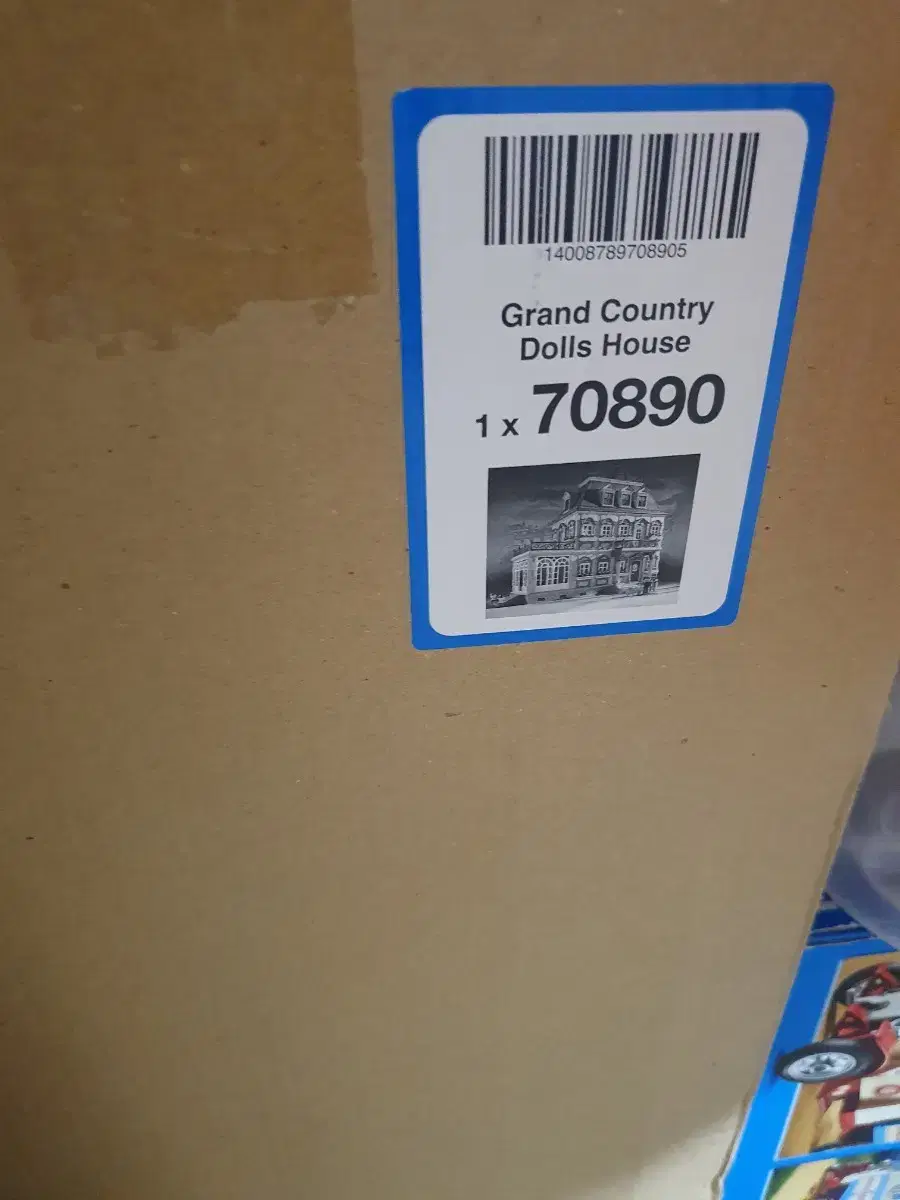 14008789708905
Grand Country
Dolls House
1 x 70890